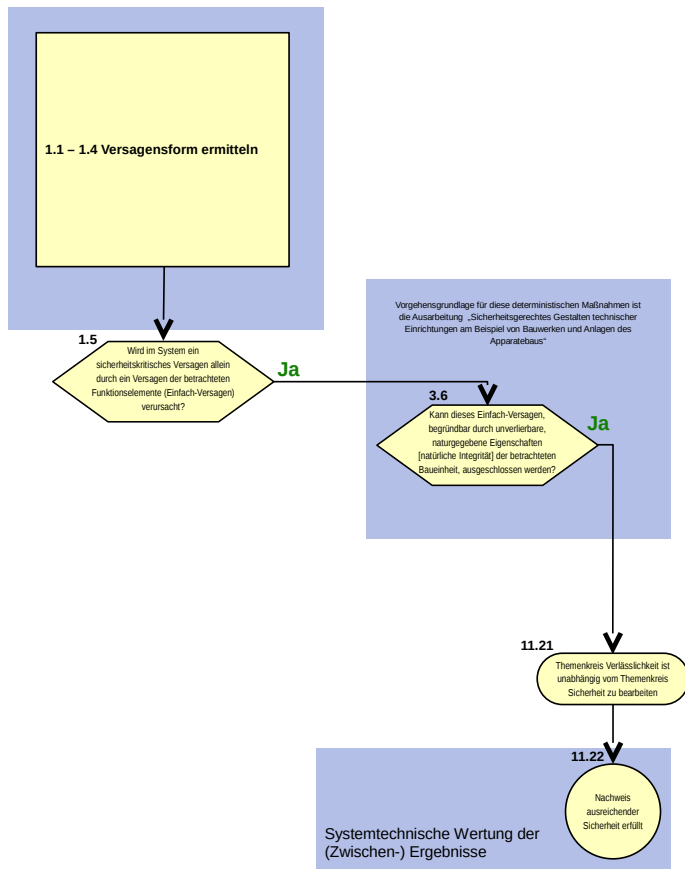 1.1 – 1.4 Versagensform ermitteln
Vorgehensgrundlage für diese deterministischen Maßnahmen ist
die Ausarbeitung „Sicherheitsgerechtes Gestalten technischer
Einrichtungen am Beispiel von Bauwerken und Anlagen des
Apparatebaus“
1.5
Wird im System ein
sicherheitskritisches Versagen allein
durch ein Versagen der betrachteten
Funktionselemente (Einfach-Versagen)
verursacht?
Ja
3.6
Kann dieses Einfach-Versagen,
begründbar durch unverlierbare,
naturgegebene Eigenschaften
[natürliche Integrität] der betrachteten
Baueinheit, ausgeschlossen werden?
Ja
11.21
Themenkreis Verlässlichkeit ist
unabhängig vom Themenkreis
Sicherheit zu bearbeiten
11.22
Nachweis
ausreichender
Sicherheit erfüllt
Systemtechnische Wertung der
(Zwischen-) Ergebnisse